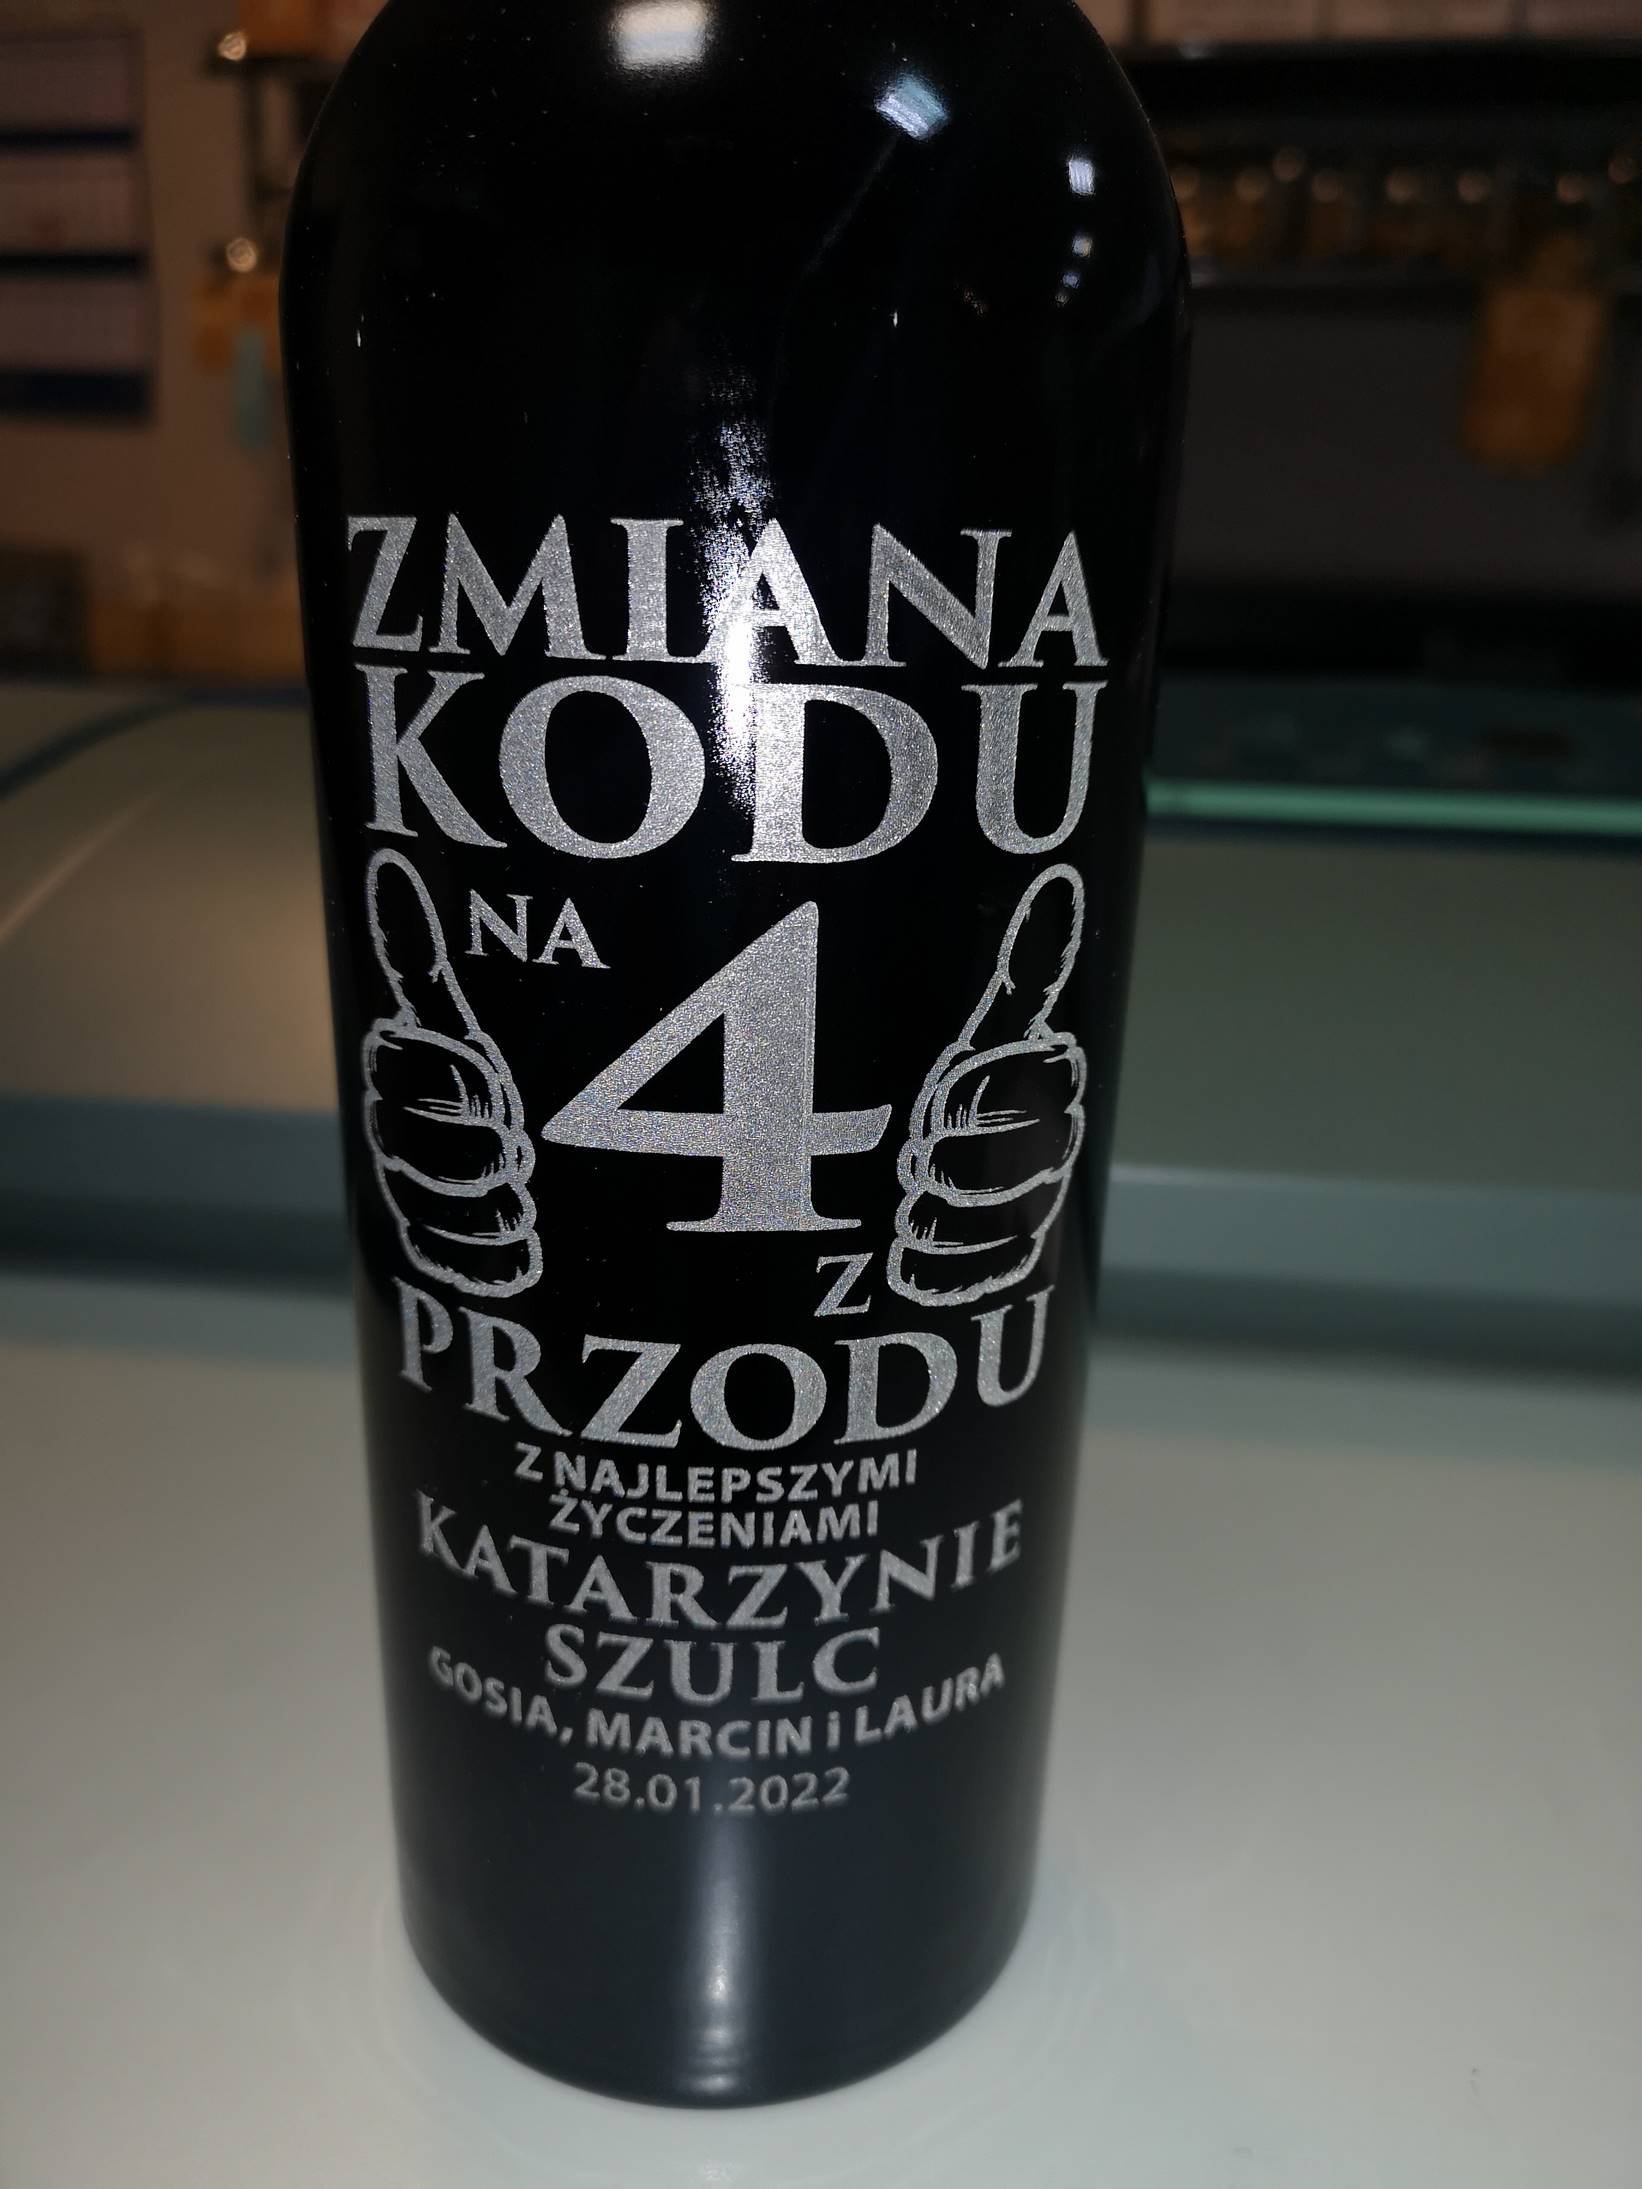 ZMIANA
KODU
NA
4
Z
PRZODU
Z NAJLEPSZYMI
ŻYCZENIAMI
KATARZYNIE
SZULC
GOSIA, MARCIN i LAURA
28.01.2022